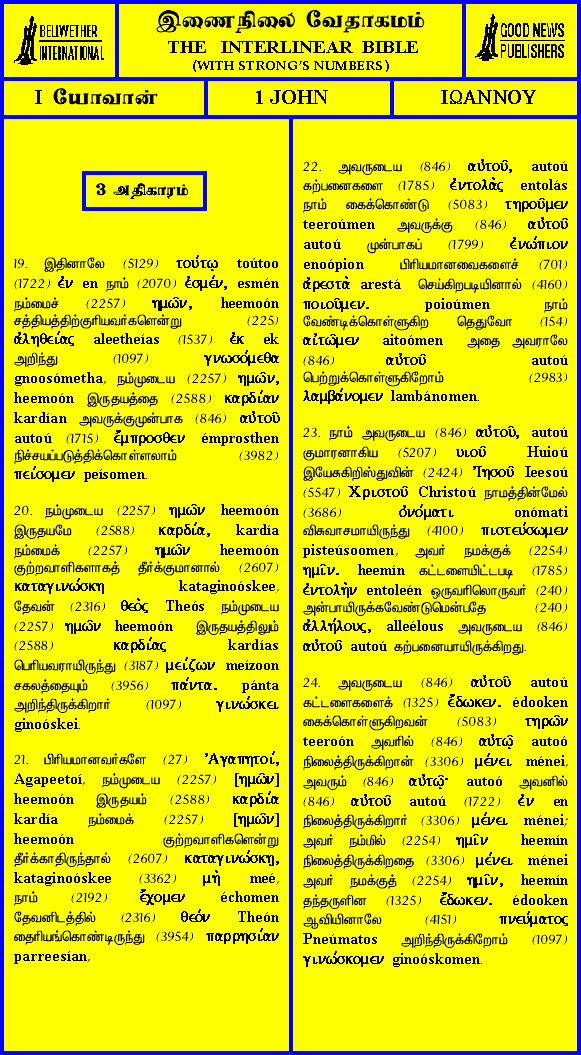 BELLWETHER
INTERNATIONAL
இணைநிலை வேதாகமம்
THE INTERLINEAR BIBLE
(WITH STRONG'S NUMBERS)
GOOD NEWS
PUBLISHERS
I யோவான்
1 JOHN
ΙΩΑΝΝΟΥ
3 அதிகாரம்
19. இதினாலே (5129) τούτῳ toútoo
(1722) ἐν en நாம் (2070) ἐσμέν, esmén
நம்மைச் (2257) ημῶν, heemoón
சத்தியத்திற்குரியவர்களென்று (225)
ἀληθείας aleetheías (1537) ἐκ ek
அறிந்து (1097) γνωσόμεθα
gnoosómetha, நம்முடைய (2257) ημῶν,
heemoón இருதயத்தை (2588) καρδίαν
kardían அவருக்குமுன்பாக (846) αὐτοῦ
autoú (1715) ἔμπροσθεν émprosthen
நிச்சயப்படுத்திக்கொள்ளலாம் (3982)
πείσομεν peísomen.
20. நம்முடைய (2257) ημῶν heemoón
இருதயமே (2588) καρδία, kardía
நம்மைக் (2257) ημῶν heemoón
குற்றவாளிகளாகத் தீர்க்குமானால் (2607)
καταγινώσκη kataginoóskee,
தேவன் (2316) θεὸς Theós நம்முடைய
(2257) ημῶν heemoón இருதயத்திலும்
(2588) καρδίας kardías
பெரியவராயிருந்து (3187) μείζων meízoon
சகலத்தையும் (3956) πάντα. pánta
அறிந்திருக்கிறார் (1097) γινώσκει
ginoóskei.
21. பிரியமானவர்களே (27) Ἀγαπητοί,
Agapeetoí, நம்முடைய (2257) [ημῶν]
heemoón இருதயம் (2588) καρδία
kardía நம்மைக் (2257) [ημῶν]
heemoón குற்றவாளிகளென்று
தீர்க்காதிருந்தால் (2607) καταγινώσκῃ,
kataginoóskee (3362) μὴ meé,
நாம் (2192) ἔχομεν échomen
தேவனிடத்தில் (2316) θεόν Theón
தைரியங்கொண்டிருந்து (3954) παρρησίαν
parreesían,
22. அவருடைய (846) αὐτοῦ, autoú
கற்பனைகளை (1785) ἐντολὰς entolás
நாம் கைக்கொண்டு (5083) τηροῦμεν
teeroúmen அவருக்கு (846) αὐτοῦ
autoú முன்பாகப் (1799) ἐνώπιον
enoópion பிரியமானவைகளைச் (701)
ἀρεστὰ arestá செய்கிறபடியினால் (4160)
ποιοῦμεν. poioúmen நாம்
வேண்டிக்கொள்ளுகிற தெதுவோ (154)
αἰτῶμεν aitoómen அதை அவராலே
(846) αὐτοῦ autoú
பெற்றுக்கொள்ளுகிறோம் (2983)
λαμβάνομεν lambánomen.
23. நாம் அவருடைய (846) αὐτοῦ, autoú
குமாரனாகிய (5207) υιοῦ Huioú
இயேசுகிறிஸ்துவின் (2424) Ἰησοῦ Ieesoú
(5547) Χριστοῦ Christoú நாமத்தின்மேல்
(3686) ὀνόματι onómati
விசுவாசமாயிருந்து (4100) πιστεύσωμεν
pisteúsoomen, அவர் நமக்குக் (2254)
ημῖν. heemín கட்டளையிட்டபடி (1785)
ἐντολὴν entoleén ஒருவரிலொருவர் (240)
அன்பாயிருக்கவேண்டுமென்பதே (240)
ἀλλήλους, alleélous அவருடைய (846)
αὐτοῦ autoú கற்பனையாயிருக்கிறது.
24. அவருடைய (846) αὐτοῦ autoú
கட்டளைகளைக் (1325) ἔδωκεν. édooken
கைக்கொள்ளுகிறவன் (5083) τηρῶν
teeroón அவரில் (846) αὐτῷ autoó
நிலைத்திருக்கிறான் (3306) μένει ménei,
அவரும் (846) αὐτῷ· autoó அவனில்
(846) αὐτοῦ autoú (1722) ἐν en
நிலைத்திருக்கிறார் (3306) μένει ménei;
அவர் நம்மில் (2254) ημῖν heemín
நிலைத்திருக்கிறதை (3306) μένει ménei
அவர் நமக்குத் (2254) ημῖν, heemín
தந்தருளின (1325) ἔδωκεν. édooken
ஆவியினாலே (4151) πνεύματος
Pneúmatos அறிந்திருக்கிறோம் (1097)
γινώσκομεν ginoóskomen.